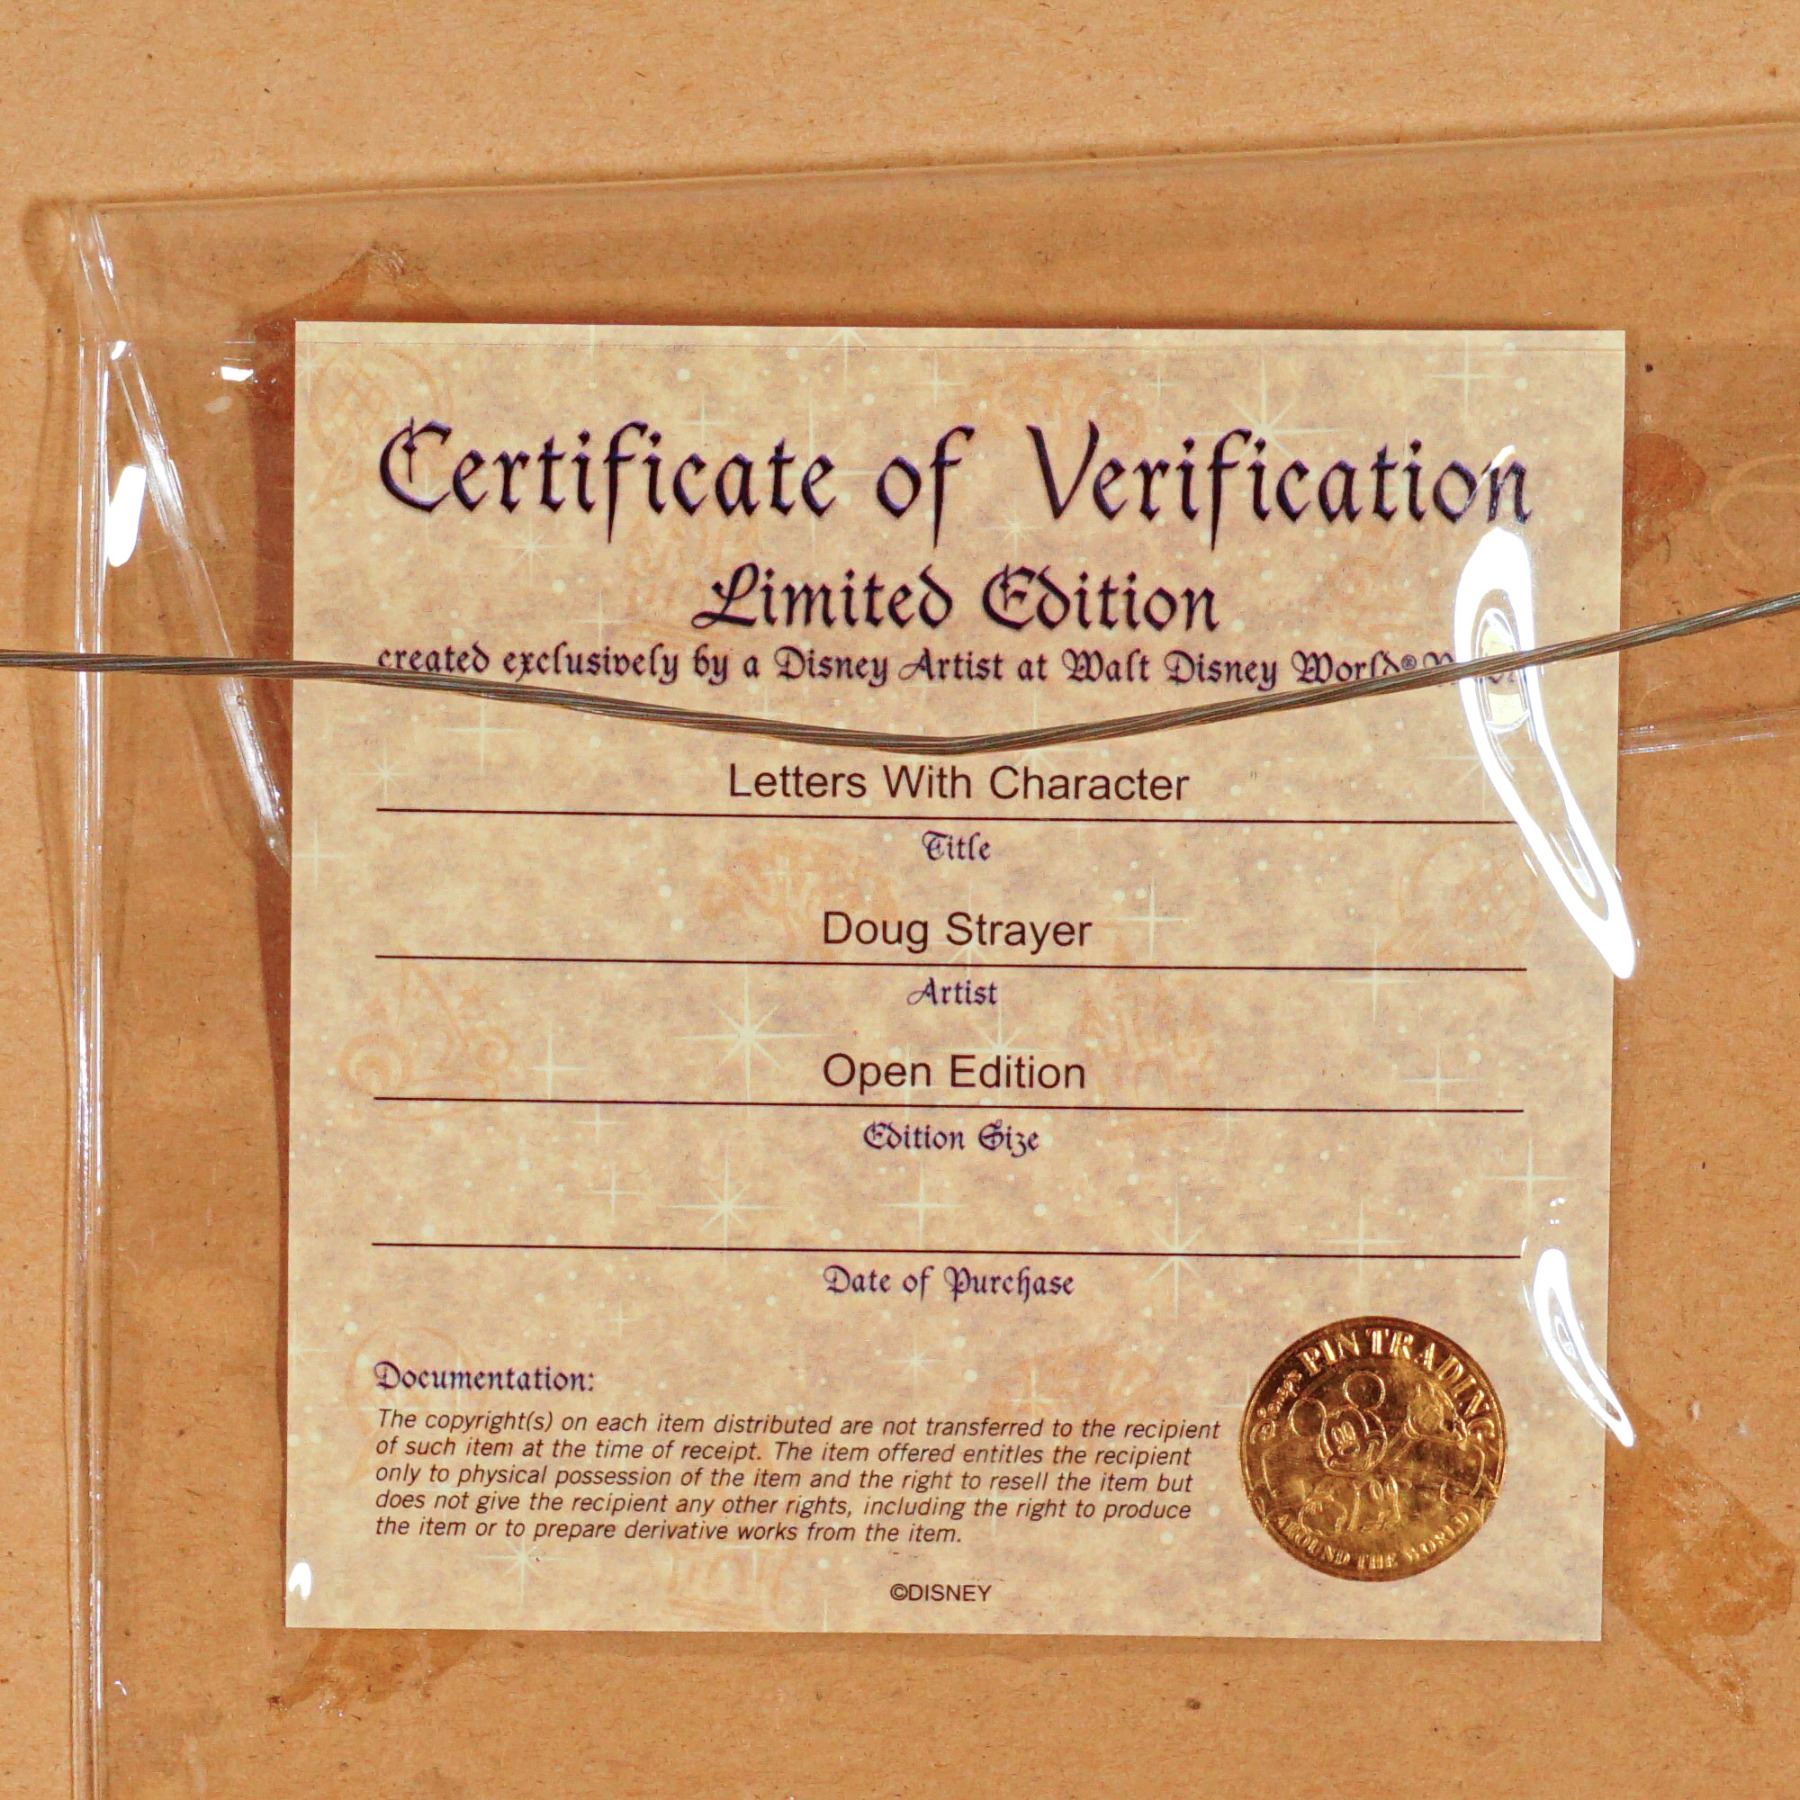 Certificate of Verification
Limited Edition
created exclusively by a Disney Artist at Walt Disney World®
Letters With Character
Title
Doug Strayer
Artist
Open Edition
Edition Size
Date of Purchase
Documentation:
The copyright(s) on each item distributed are not transferred to the recipient
of such item at the time of receipt. The item offered entitles the recipient
only to physical possession of the item and the right to resell the item but
does not give the recipient any other rights, including the right to produce
the item or to prepare derivative works from the item.
Disney's PIN TRADING
AROUND THE WORLD
©DISNEY